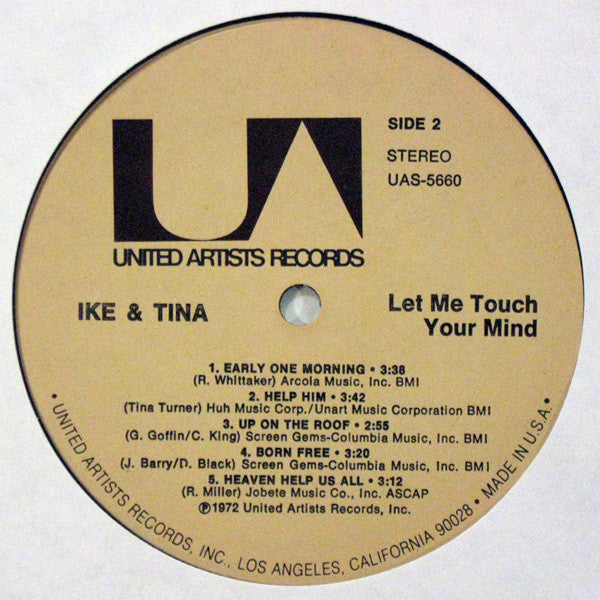 UA
UNITED ARTISTS RECORDS
SIDE 2
STEREO
UAS-5660
IKE & TINA
Let Me Touch
Your Mind
1. EARLY ONE MORNING • 3:38
(R. Whittaker) Arcola Music, Inc. BMI
2. HELP HIM • 3:42
(Tina Turner) Huh Music Corp./Unart Music Corporation BMI
3. UP ON THE ROOF • 2:55
(G. Goffin/C. King) Screen Gems-Columbia Music, Inc. BMI
4. BORN FREE • 3:20
(J. Barry/D. Black) Screen Gems-Columbia Music, Inc. BMI
5. HEAVEN HELP US ALL • 3:12
(R. Miller) Jobete Music Co., Inc. ASCAP
℗1972 United Artists Records, Inc.
• UNITED ARTISTS RECORDS, INC., LOS ANGELES, CALIFORNIA 90028 • MADE IN U.S.A. •